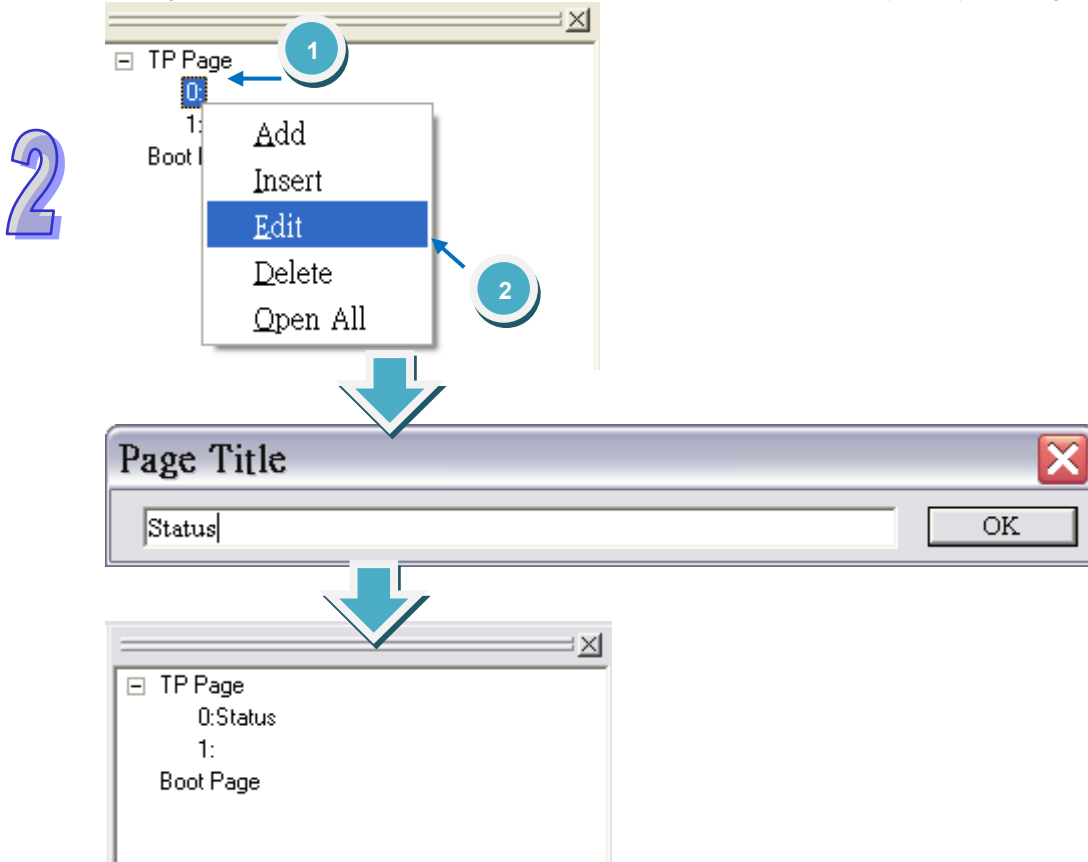 TP Page
1
0:
1:
2
Boot
Add
Insert
Edit
Delete
2
Open All
Page Title
Status
OK
TP Page
0:Status
1:
Boot Page